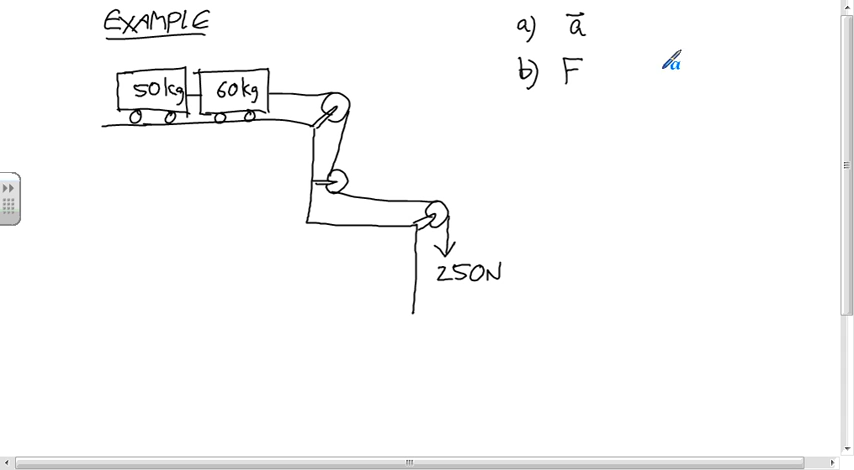 EXAMPLE
a) a⃗
b) F
50kg 60kg
250N